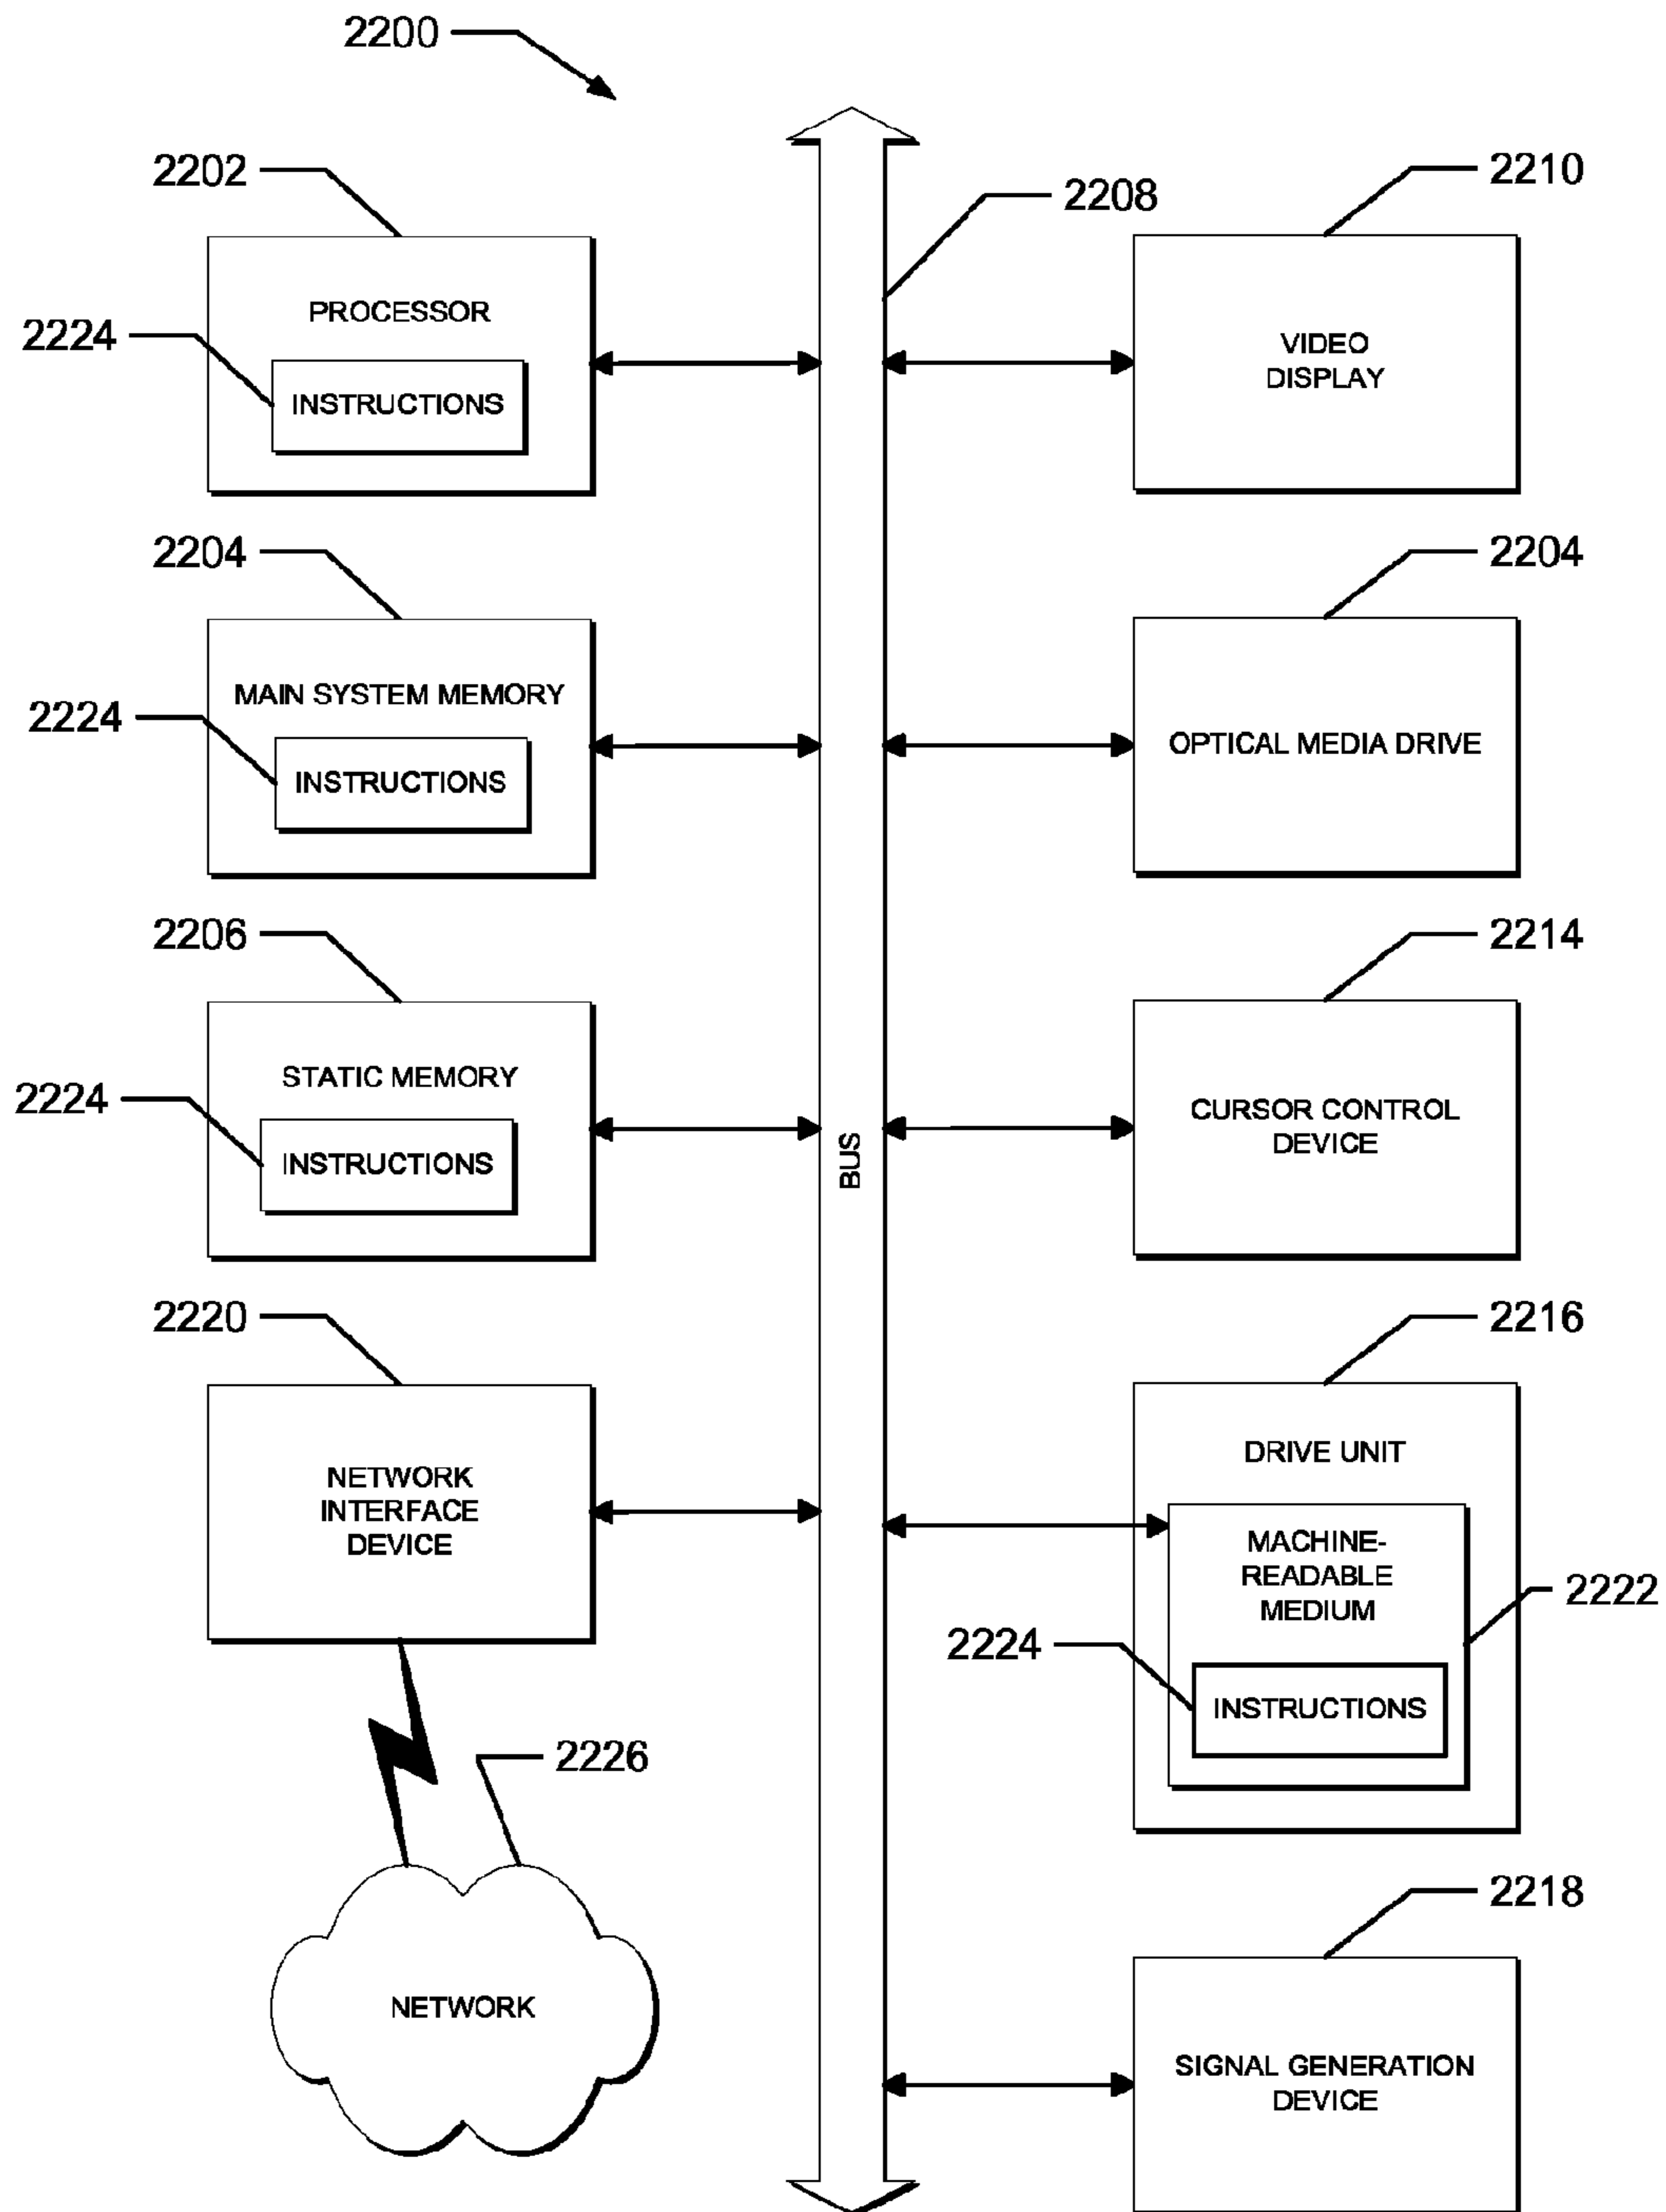 2200
2202
2208
2210
PROCESSOR
2224
INSTRUCTIONS
VIDEO
DISPLAY
2204
2204
MAIN SYSTEM MEMORY
2224
INSTRUCTIONS
OPTICAL MEDIA DRIVE
2206
2214
STATIC MEMORY
2224
INSTRUCTIONS
BUS
CURSOR CONTROL
DEVICE
2220
2216
NETWORK
INTERFACE
DEVICE
DRIVE UNIT
MACHINE-
READABLE
MEDIUM
2222
2224
INSTRUCTIONS
2226
2218
NETWORK
SIGNAL GENERATION
DEVICE